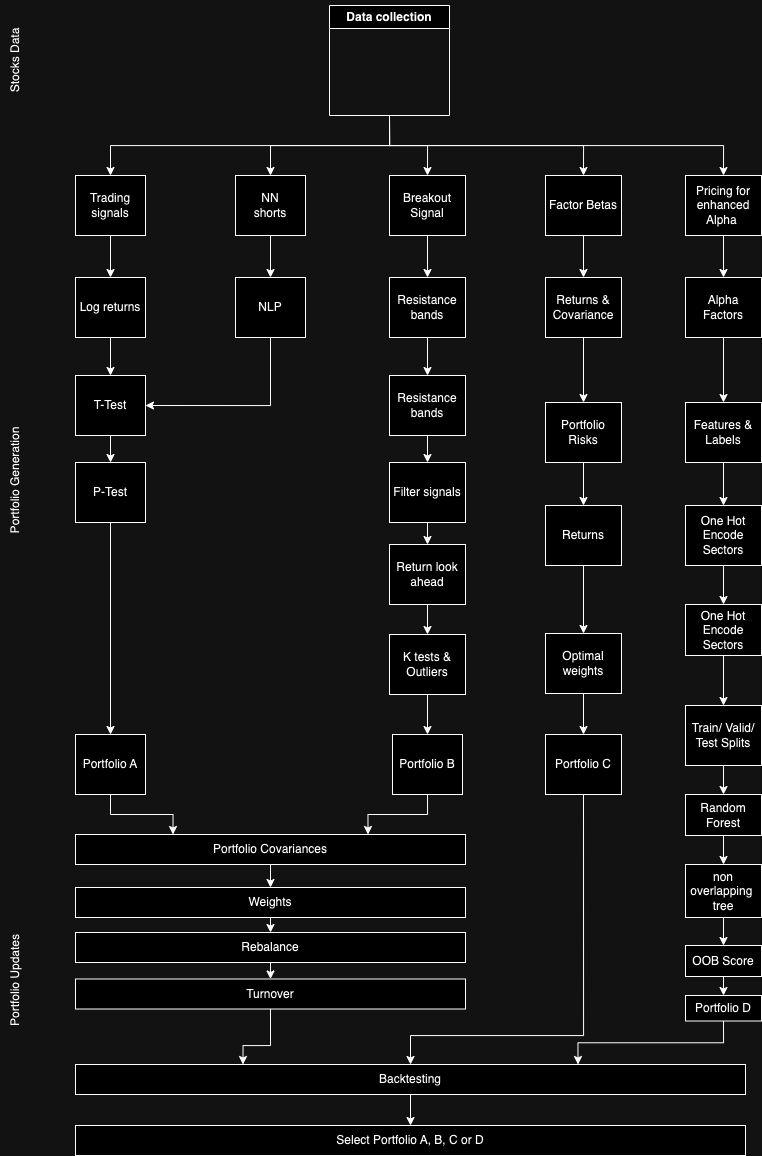 Data collection
Stocks Data
Trading
signals
NN
shorts
Breakout
Signal
Factor Betas
Pricing for
enhanced
Alpha
Log returns
NLP
Resistance
bands
Returns &
Covariance
Alpha
Factors
T-Test
Resistance
bands
Portfolio
Risks
Features &
Labels
Portfolio Generation
P-Test
Filter signals
Returns
One Hot
Encode
Sectors
Return look
ahead
One Hot
Encode
Sectors
K tests &
Outliers
Optimal
weights
Train/ Valid/
Test Splits
Portfolio A
Portfolio B
Portfolio C
Random
Forest
Portfolio Covariances
non
overlapping
tree
Weights
Rebalance
OOB Score
Portfolio Updates
Turnover
Portfolio D
Backtesting
Select Portfolio A, B, C or D